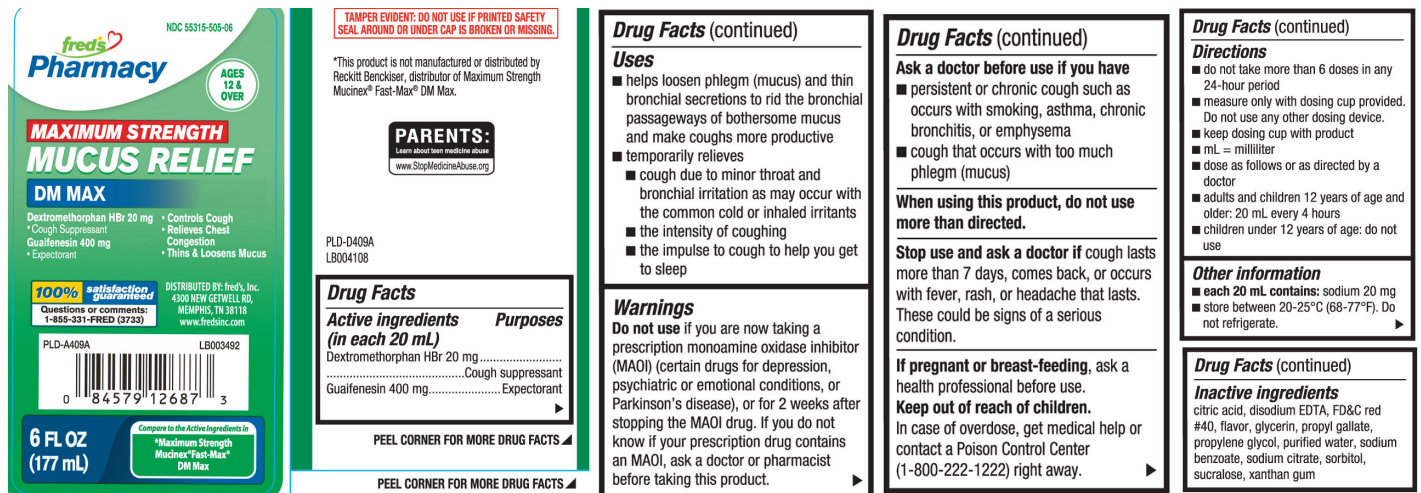 NDC 55315-505-06
fred's
Pharmacy
AGES
12 &
OVER
MAXIMUM STRENGTH
MUCUS RELIEF
DM MAX
Dextromethorphan HBr 20 mg
• Cough Suppressant
Guaifenesin 400 mg
• Expectorant
• Controls Cough
• Relieves Chest
Congestion
• Thins & Loosens Mucus
100% satisfaction
guaranteed
Questions or comments:
1-855-331-FRED (3733)
DISTRIBUTED BY: fred's, Inc.
4300 NEW GETWELL RD,
MEMPHIS, TN 38118
www.fredsinc.com
PLD-A409A
LB003492
0 84579 12687 3
6 FL OZ
(177 mL)
Compare to the Active Ingredients in
*Maximum Strength
Mucinex® Fast-Max®
DM Max
TAMPER EVIDENT: DO NOT USE IF PRINTED SAFETY
SEAL AROUND OR UNDER CAP IS BROKEN OR MISSING.
*This product is not manufactured or distributed by
Reckitt Benckiser, distributor of Maximum Strength
Mucinex® Fast-Max® DM Max.
PARENTS:
Learn about teen medicine abuse
www.StopMedicineAbuse.org
PLD-D409A
LB004108
Drug Facts
Active ingredients Purposes
(in each 20 mL)
Dextromethorphan HBr 20 mg........................
........................................Cough suppressant
Guaifenesin 400 mg.....................Expectorant
PEEL CORNER FOR MORE DRUG FACTS
PEEL CORNER FOR MORE DRUG FACTS
Drug Facts (continued)
Uses
■ helps loosen phlegm (mucus) and thin
bronchial secretions to rid the bronchial
passageways of bothersome mucus
and make coughs more productive
■ temporarily relieves
■ cough due to minor throat and
bronchial irritation as may occur with
the common cold or inhaled irritants
■ the intensity of coughing
■ the impulse to cough to help you get
to sleep
Warnings
Do not use if you are now taking a
prescription monoamine oxidase inhibitor
(MAOI) (certain drugs for depression,
psychiatric or emotional conditions, or
Parkinson's disease), or for 2 weeks after
stopping the MAOI drug. If you do not
know if your prescription drug contains
an MAOI, ask a doctor or pharmacist
before taking this product.
Drug Facts (continued)
Ask a doctor before use if you have
■ persistent or chronic cough such as
occurs with smoking, asthma, chronic
bronchitis, or emphysema
■ cough that occurs with too much
phlegm (mucus)
When using this product, do not use
more than directed.
Stop use and ask a doctor if cough lasts
more than 7 days, comes back, or occurs
with fever, rash, or headache that lasts.
These could be signs of a serious
condition.
If pregnant or breast-feeding, ask a
health professional before use.
Keep out of reach of children.
In case of overdose, get medical help or
contact a Poison Control Center
(1-800-222-1222) right away.
Drug Facts (continued)
Directions
■ do not take more than 6 doses in any
24-hour period
■ measure only with dosing cup provided.
Do not use any other dosing device.
■ keep dosing cup with product
■ mL = milliliter
■ dose as follows or as directed by a
doctor
■ adults and children 12 years of age and
older: 20 mL every 4 hours
■ children under 12 years of age: do not
use
Other information
■ each 20 mL contains: sodium 20 mg
■ store between 20-25°C (68-77°F). Do
not refrigerate.
Drug Facts (continued)
Inactive ingredients
citric acid, disodium EDTA, FD&C red
#40, flavor, glycerin, propyl gallate,
propylene glycol, purified water, sodium
benzoate, sodium citrate, sorbitol,
sucralose, xanthan gum